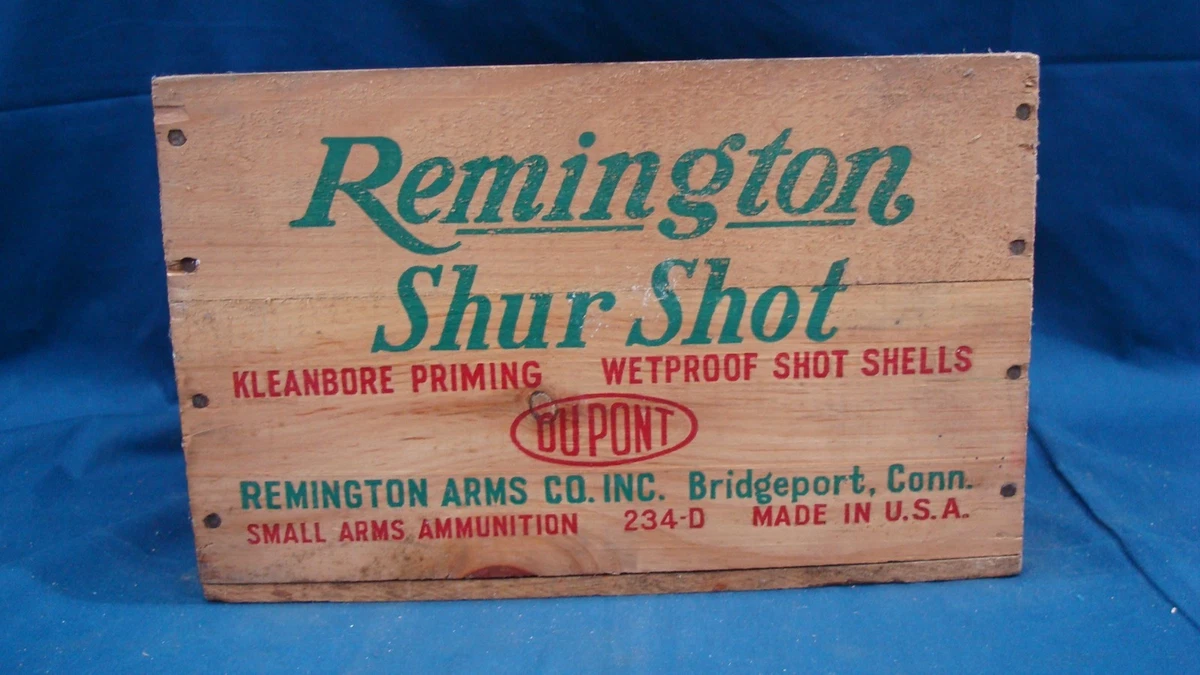 Remington
Shur Shot
KLEANBORE PRIMING WETPROOF SHOT SHELLS
DU PONT
REMINGTON ARMS CO. INC. Bridgeport, Conn.
SMALL ARMS AMMUNITION 234-D MADE IN U.S.A.